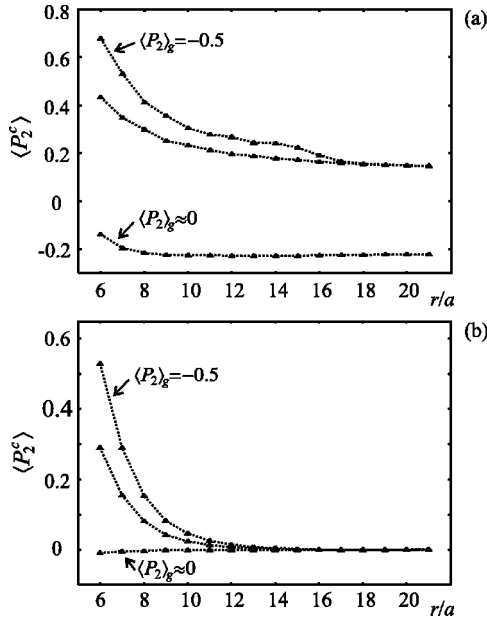 (a)
0.8
0.6
0.4
0.2
0
-0.2
⟨P₂ᶜ⟩
⟨P₂⟩g=−0.5
⟨P₂⟩g≈0
6 8 10 12 14 16 18 20 r/a
(b)
0.6
0.4
0.2
0
⟨P₂ᶜ⟩
⟨P₂⟩g=−0.5
⟨P₂⟩g≈0
6 8 10 12 14 16 18 20 r/a